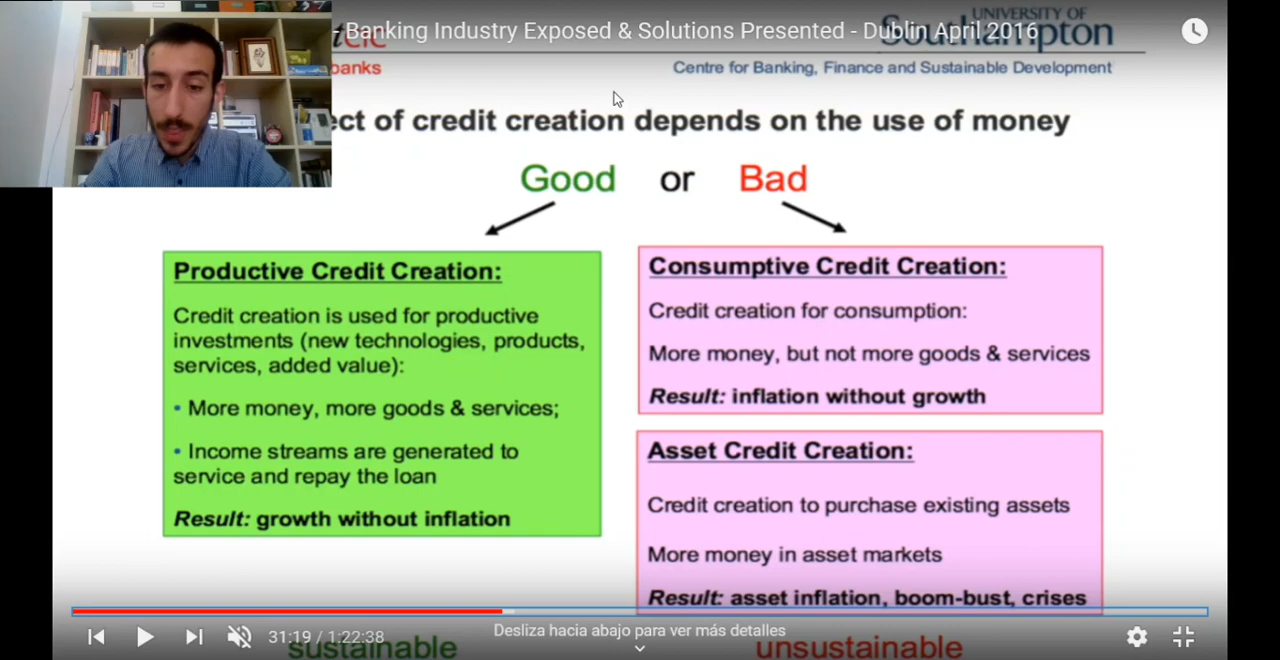 - Banking Industry Exposed & Solutions Presented - Dublin April 2016
UNIVERSITY OF
Southampton
banks
Centre for Banking, Finance and Sustainable Development
ect of credit creation depends on the use of money
Good or Bad
Productive Credit Creation:
Credit creation is used for productive
investments (new technologies, products,
services, added value):
• More money, more goods & services;
• Income streams are generated to
service and repay the loan
Result: growth without inflation
Consumptive Credit Creation:
Credit creation for consumption:
More money, but not more goods & services
Result: inflation without growth
Asset Credit Creation:
Credit creation to purchase existing assets
More money in asset markets
Result: asset inflation, boom-bust, crises
31:19 / 1:22:38
Desliza hacia abajo para ver más detalles
sustainable
unsustainable